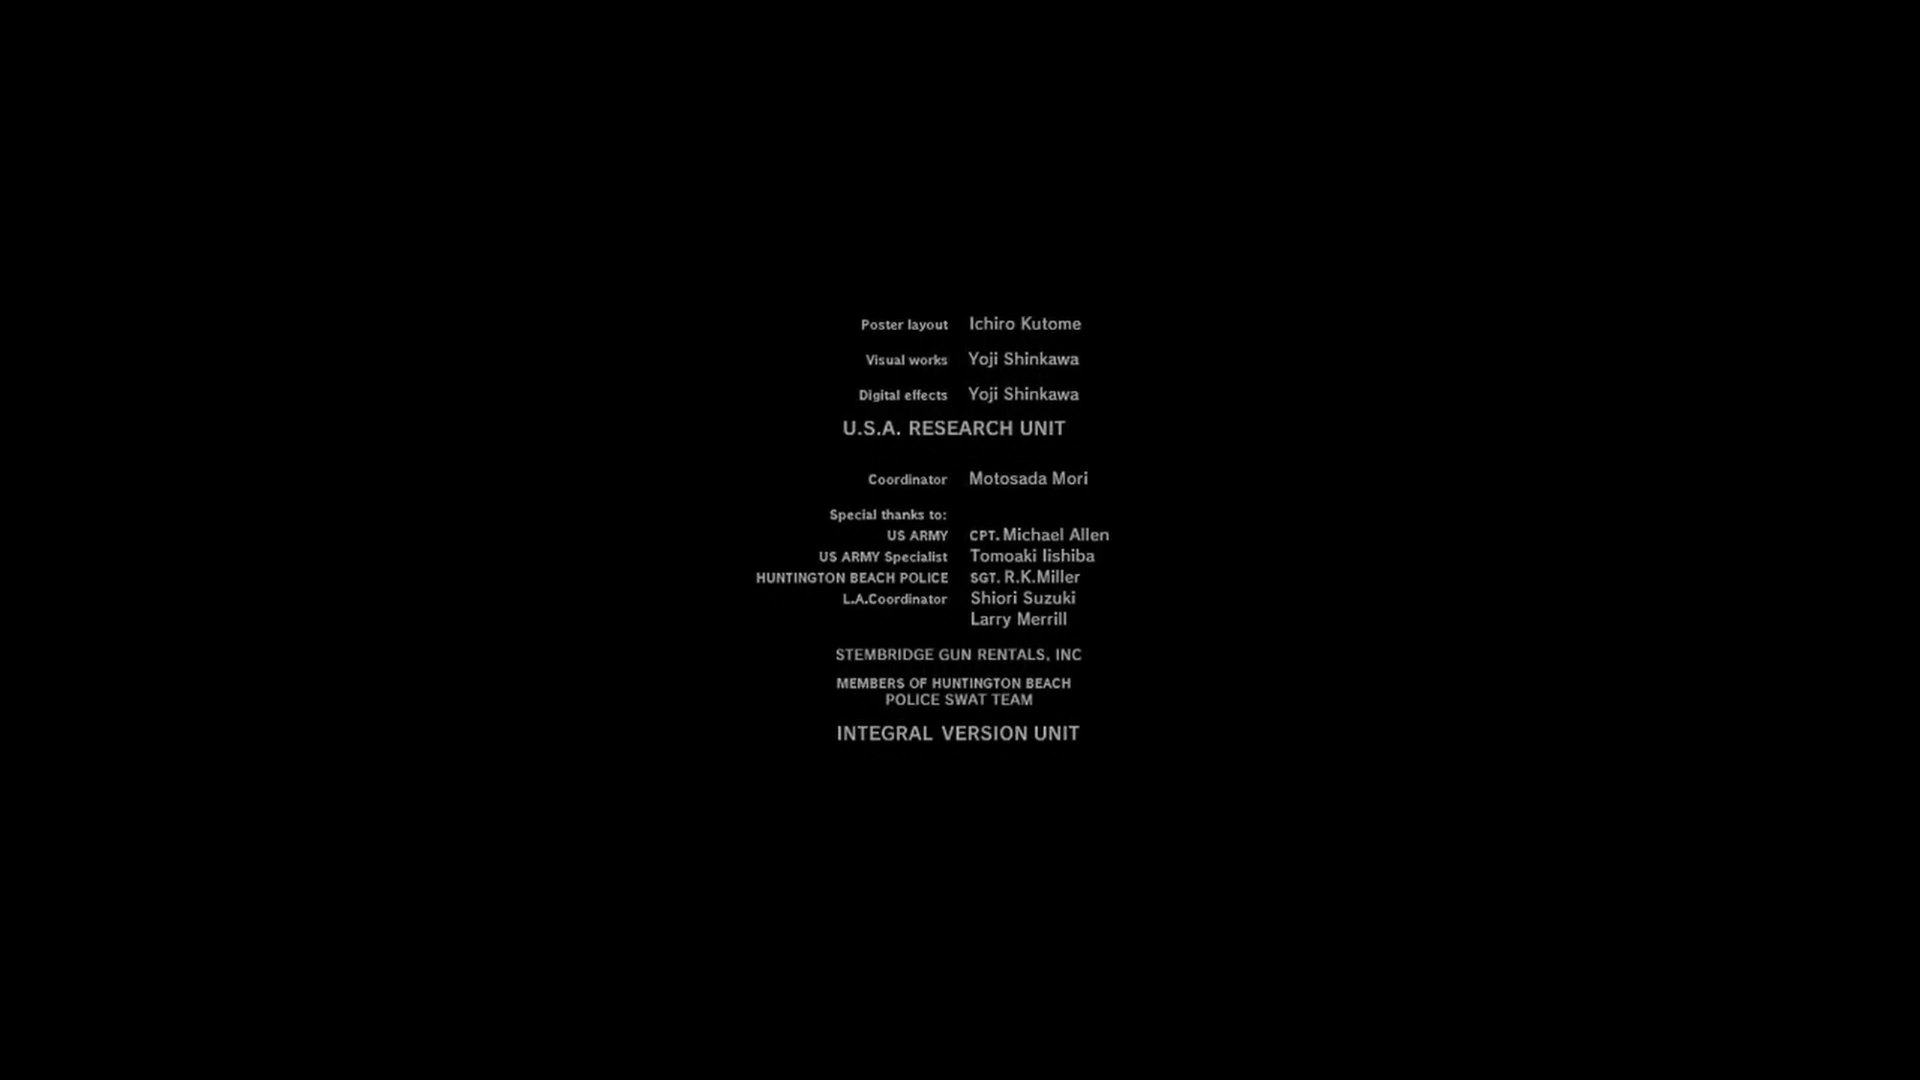 Poster layout Ichiro Kutome
Visual works Yoji Shinkawa
Digital effects Yoji Shinkawa
U.S.A. RESEARCH UNIT
Coordinator Motosada Mori
Special thanks to:
US ARMY CPT. Michael Allen
US ARMY Specialist Tomoaki Iishiba
HUNTINGTON BEACH POLICE SGT. R.K.Miller
L.A.Coordinator Shiori Suzuki
Larry Merrill
STEMBRIDGE GUN RENTALS, INC
MEMBERS OF HUNTINGTON BEACH
POLICE SWAT TEAM
INTEGRAL VERSION UNIT